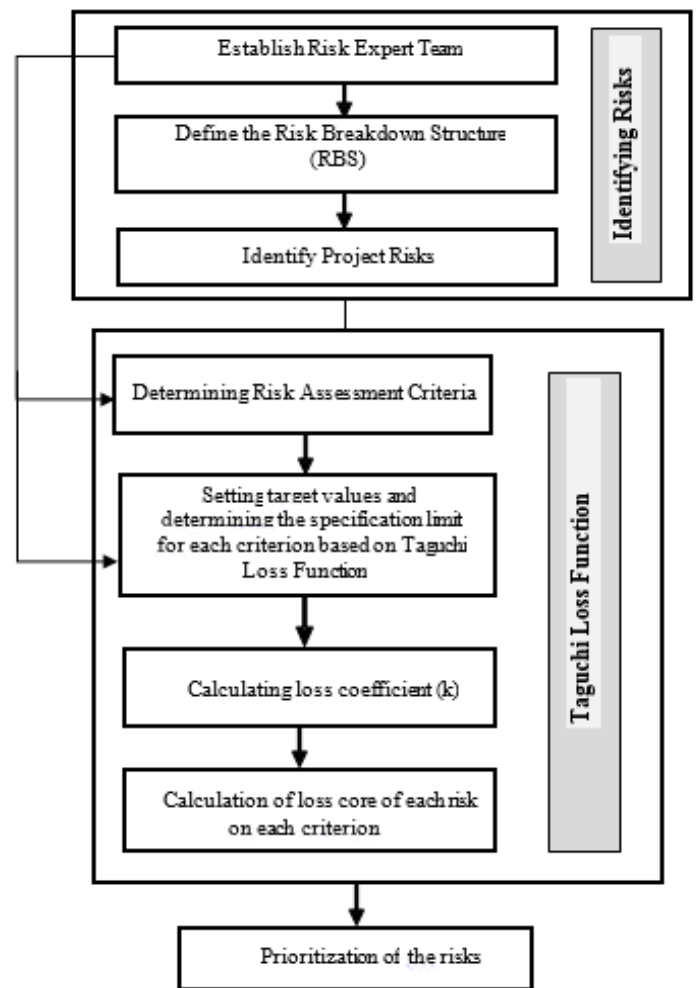 Establish Risk Expert Team
Define the Risk Breakdown Structure
(RBS)
Identify Project Risks
Identifying Risks
Determining Risk Assessment Criteria
Setting target values and
determining the specification limit
for each criterion based on Taguchi
Loss Function
Calculating loss coefficient (k)
Calculation of loss core of each risk
on each criterion
Taguchi Loss Function
Prioritization of the risks